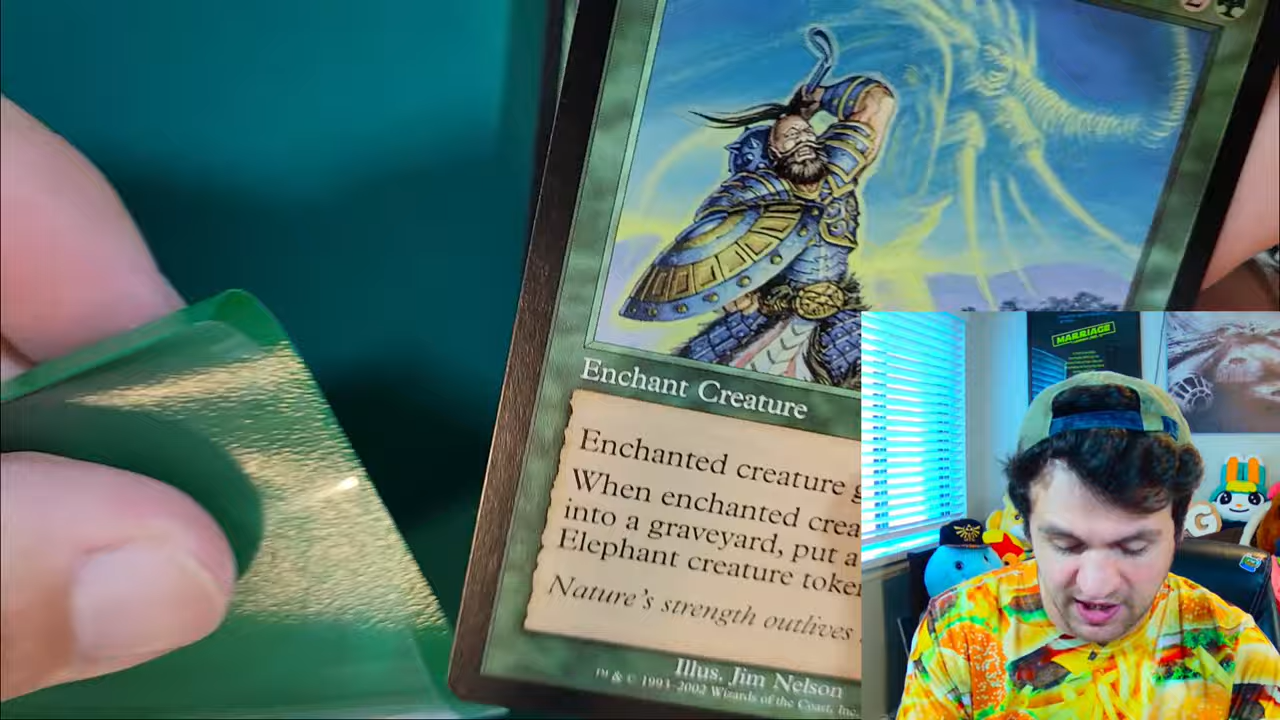 2
MARRIAGE
Enchant Creature
Enchanted creature g
When enchanted crea
into a graveyard, put a
Elephant creature toke
Nature's strength outlives
Illus. Jim Nelson
™ & © 1993-2002 Wizards of the Coast, Inc.
G